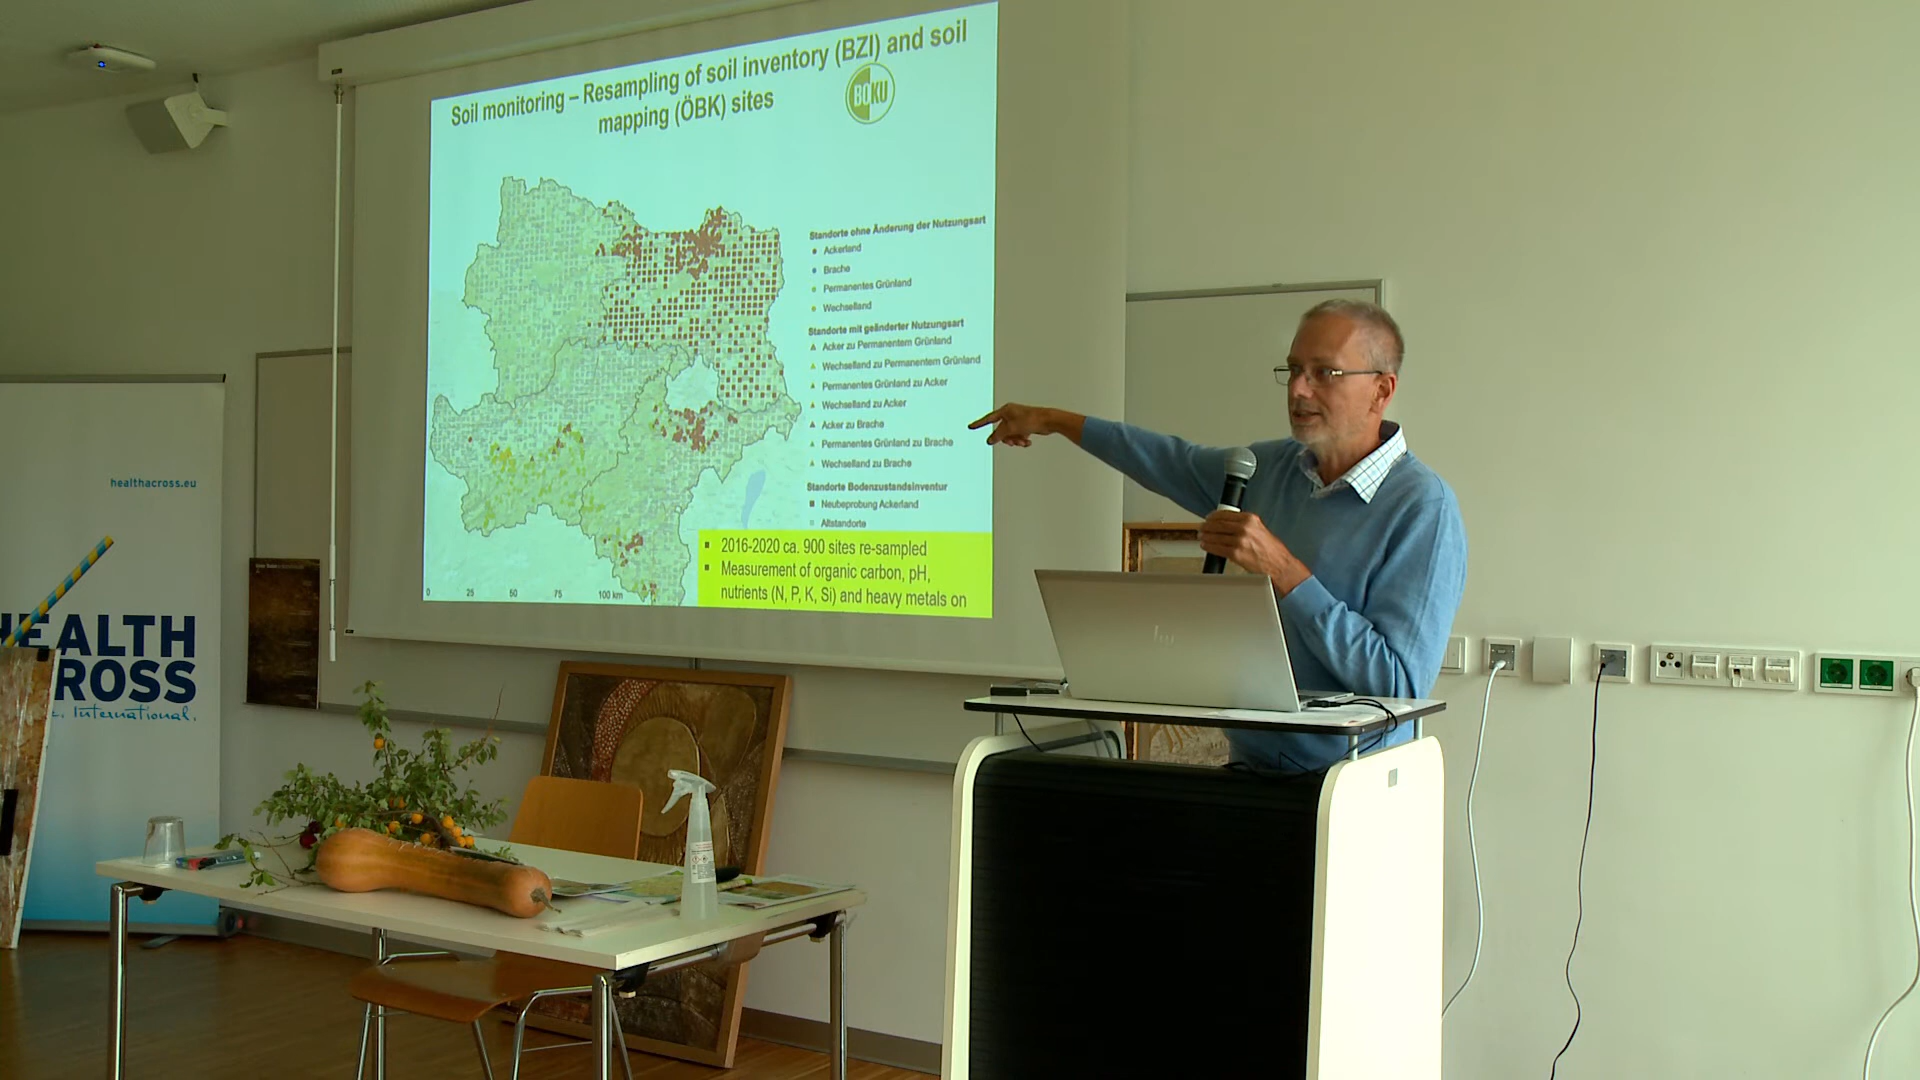 Soil monitoring – Resampling of soil inventory (BZI) and soil
mapping (ÖBK) sites
BOKU
Standorte ohne Änderung der Nutzungsart
Ackerland
Brache
Permanentes Grünland
Wechselland
Standorte mit geänderter Nutzungsart
Acker zu Permanentem Grünland
Wechselland zu Permanentem Grünland
Permanentes Grünland zu Acker
Wechselland zu Acker
Acker zu Brache
Permanentes Grünland zu Brache
Wechselland zu Brache
Standorte Bodenzustandsinventur
Neubeprobung Ackerland
Altstandorte
2016-2020 ca. 900 sites re-sampled
Measurement of organic carbon, pH,
nutrients (N, P, K, Si) and heavy metals on
0 25 50 75 100 km
healthacross.eu
HEALTH
ROSS
International.
hp